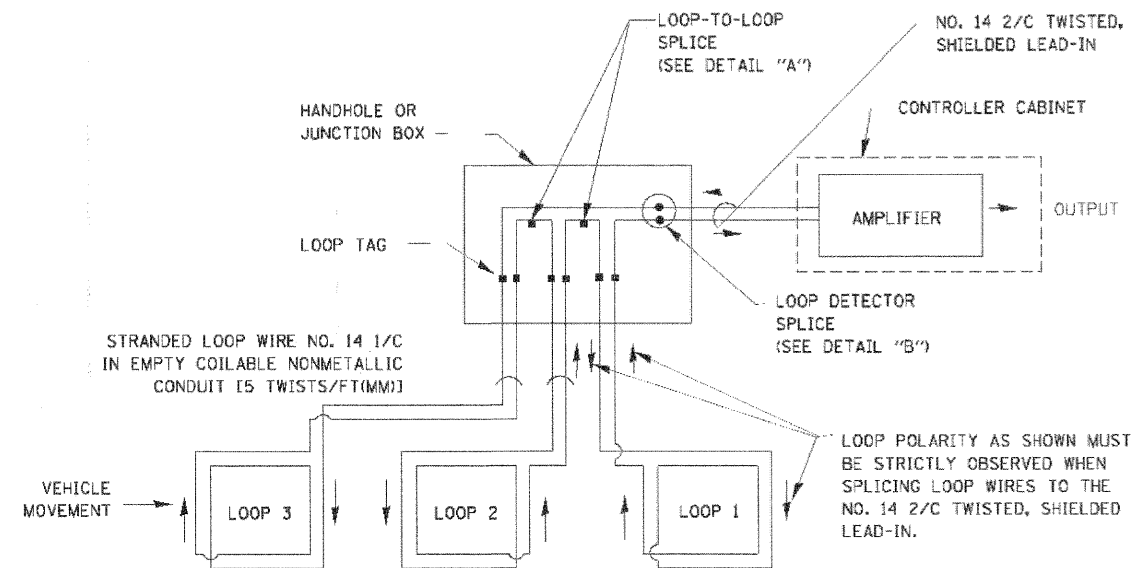 LOOP-TO-LOOP
SPLICE
(SEE DETAIL "A")
NO. 14 2/C TWISTED,
SHIELDED LEAD-IN
HANDHOLE OR
JUNCTION BOX
CONTROLLER CABINET
AMPLIFIER
OUTPUT
LOOP TAG
LOOP DETECTOR
SPLICE
(SEE DETAIL "B")
STRANDED LOOP WIRE NO. 14 1/C
IN EMPTY COILABLE NONMETALLIC
CONDUIT [5 TWISTS/FT(MM)]
LOOP POLARITY AS SHOWN MUST
BE STRICTLY OBSERVED WHEN
SPLICING LOOP WIRES TO THE
NO. 14 2/C TWISTED, SHIELDED
LEAD-IN.
VEHICLE
MOVEMENT
LOOP 3
LOOP 2
LOOP 1